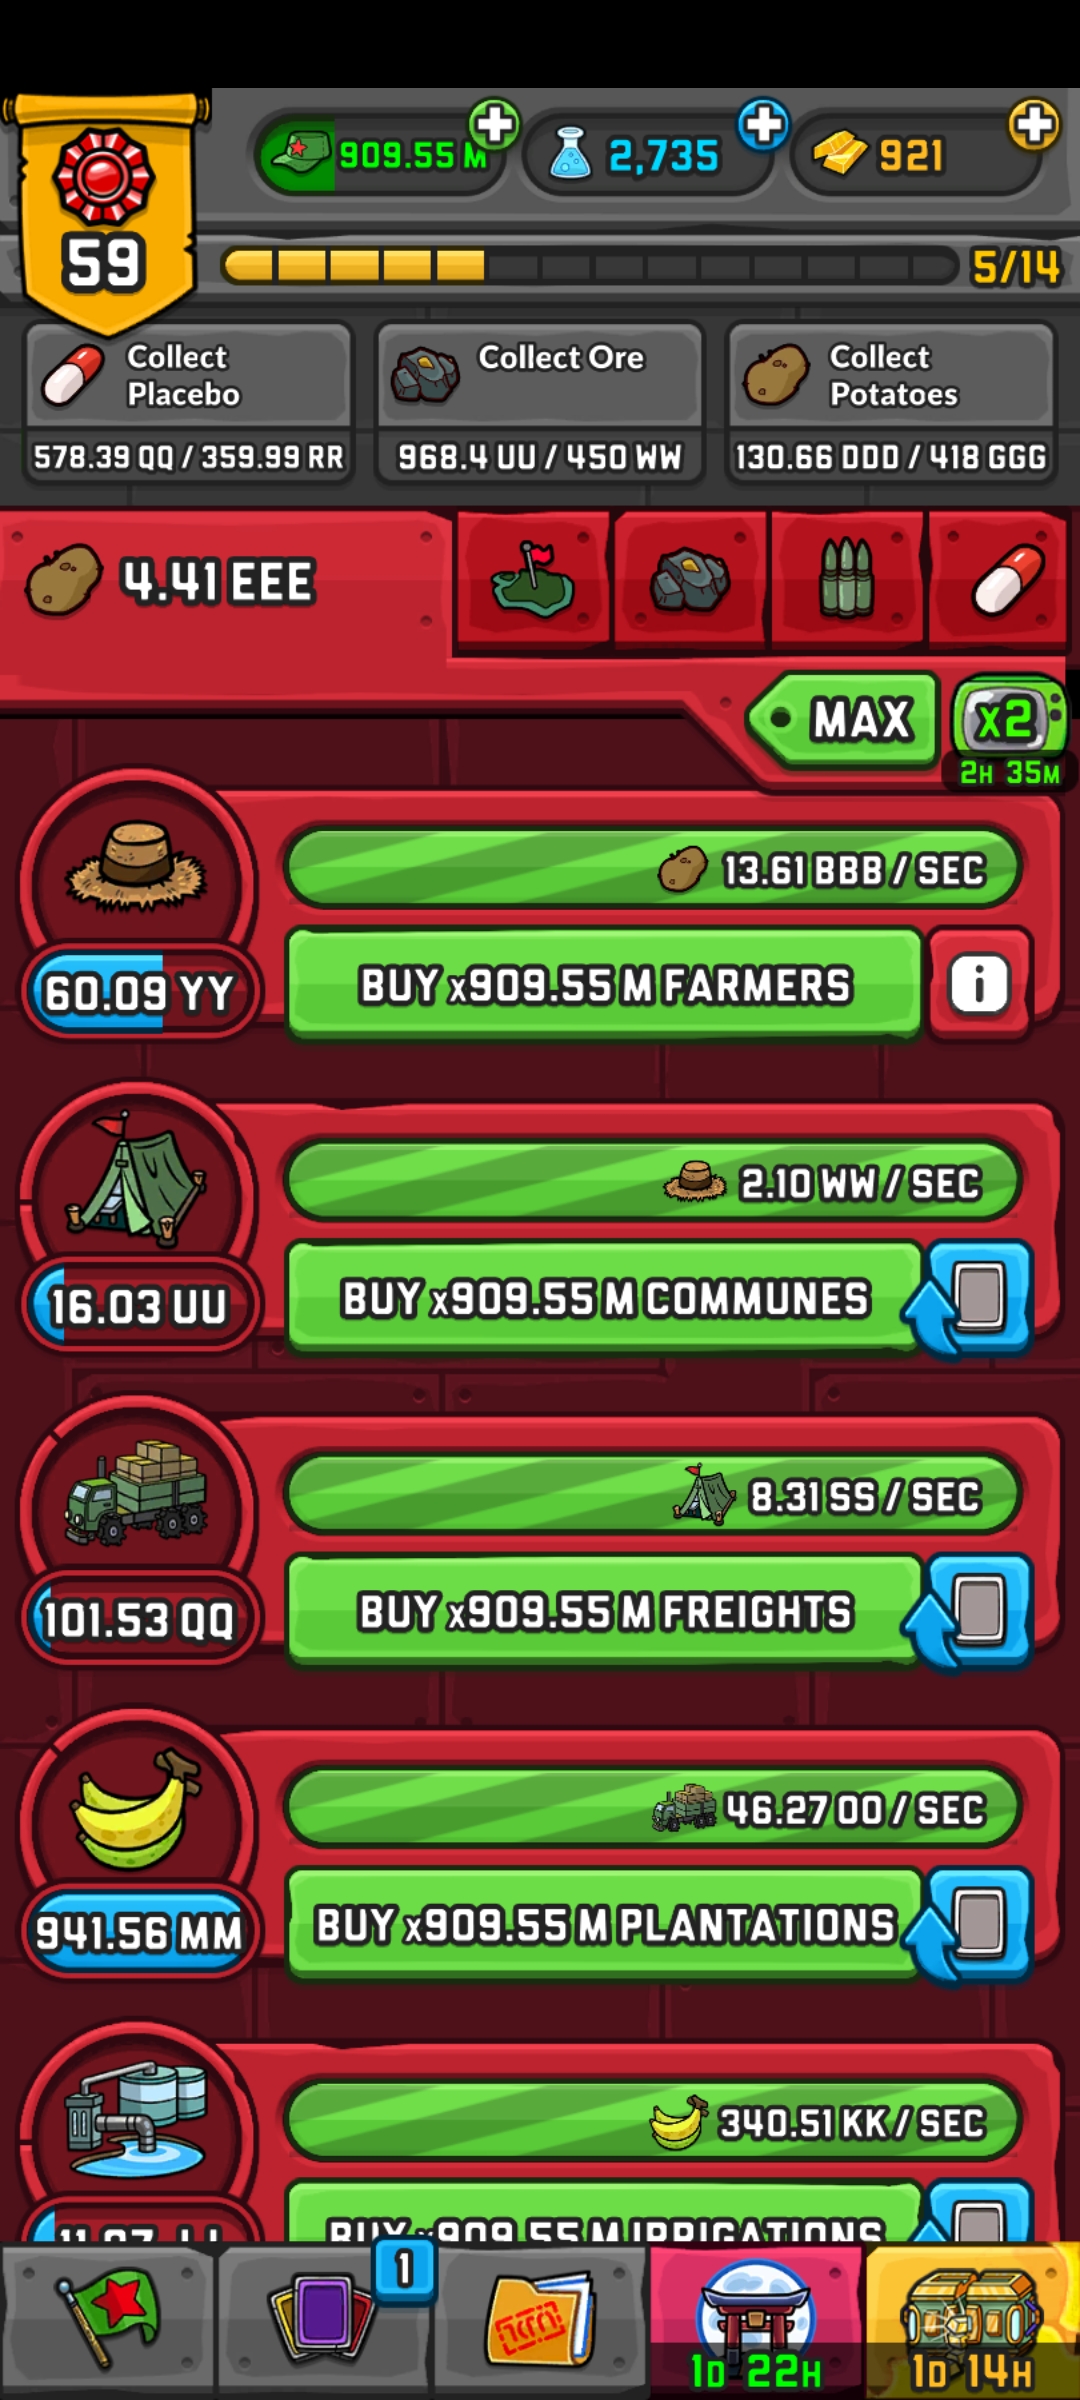 909.55 M
2,735
921
59
5/14
Collect
Placebo
578.39 QQ / 359.99 RR
Collect Ore
968.4 UU / 450 WW
Collect
Potatoes
130.66 DDD / 418 GGG
4.41 EEE
MAX
x2
2H 35M
13.61 BBB / SEC
60.09 YY
BUY x909.55 M FARMERS
i
2.10 WW / SEC
16.03 UU
BUY x909.55 M COMMUNES
8.31 SS / SEC
101.53 QQ
BUY x909.55 M FREIGHTS
46.27 OO / SEC
941.56 MM
BUY x909.55 M PLANTATIONS
340.51 KK / SEC
BUY x909.55 M IRRIGATIONS
1
1D 22H
1D 14H